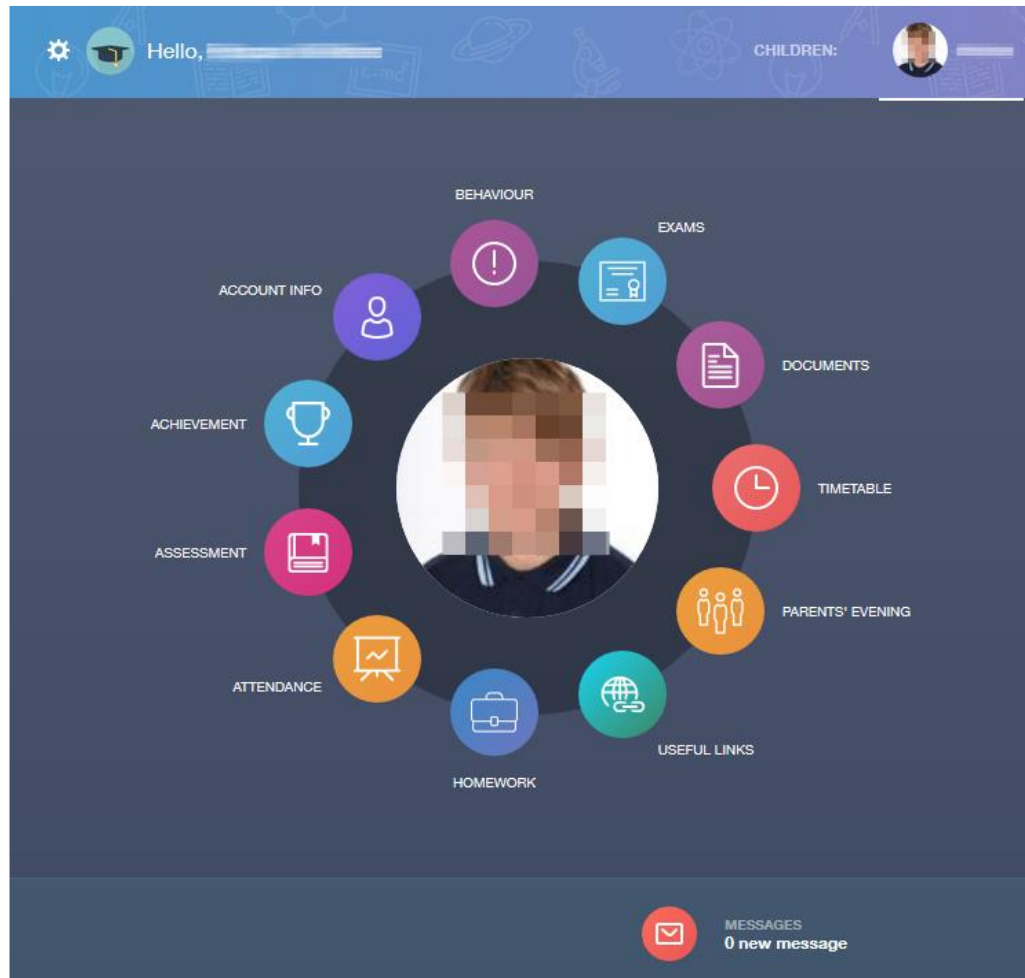 Hello,
CHILDREN:
BEHAVIOUR
EXAMS
ACCOUNT INFO
DOCUMENTS
ACHIEVEMENT
TIMETABLE
ASSESSMENT
PARENTS' EVENING
ATTENDANCE
USEFUL LINKS
HOMEWORK
MESSAGES
0 new message